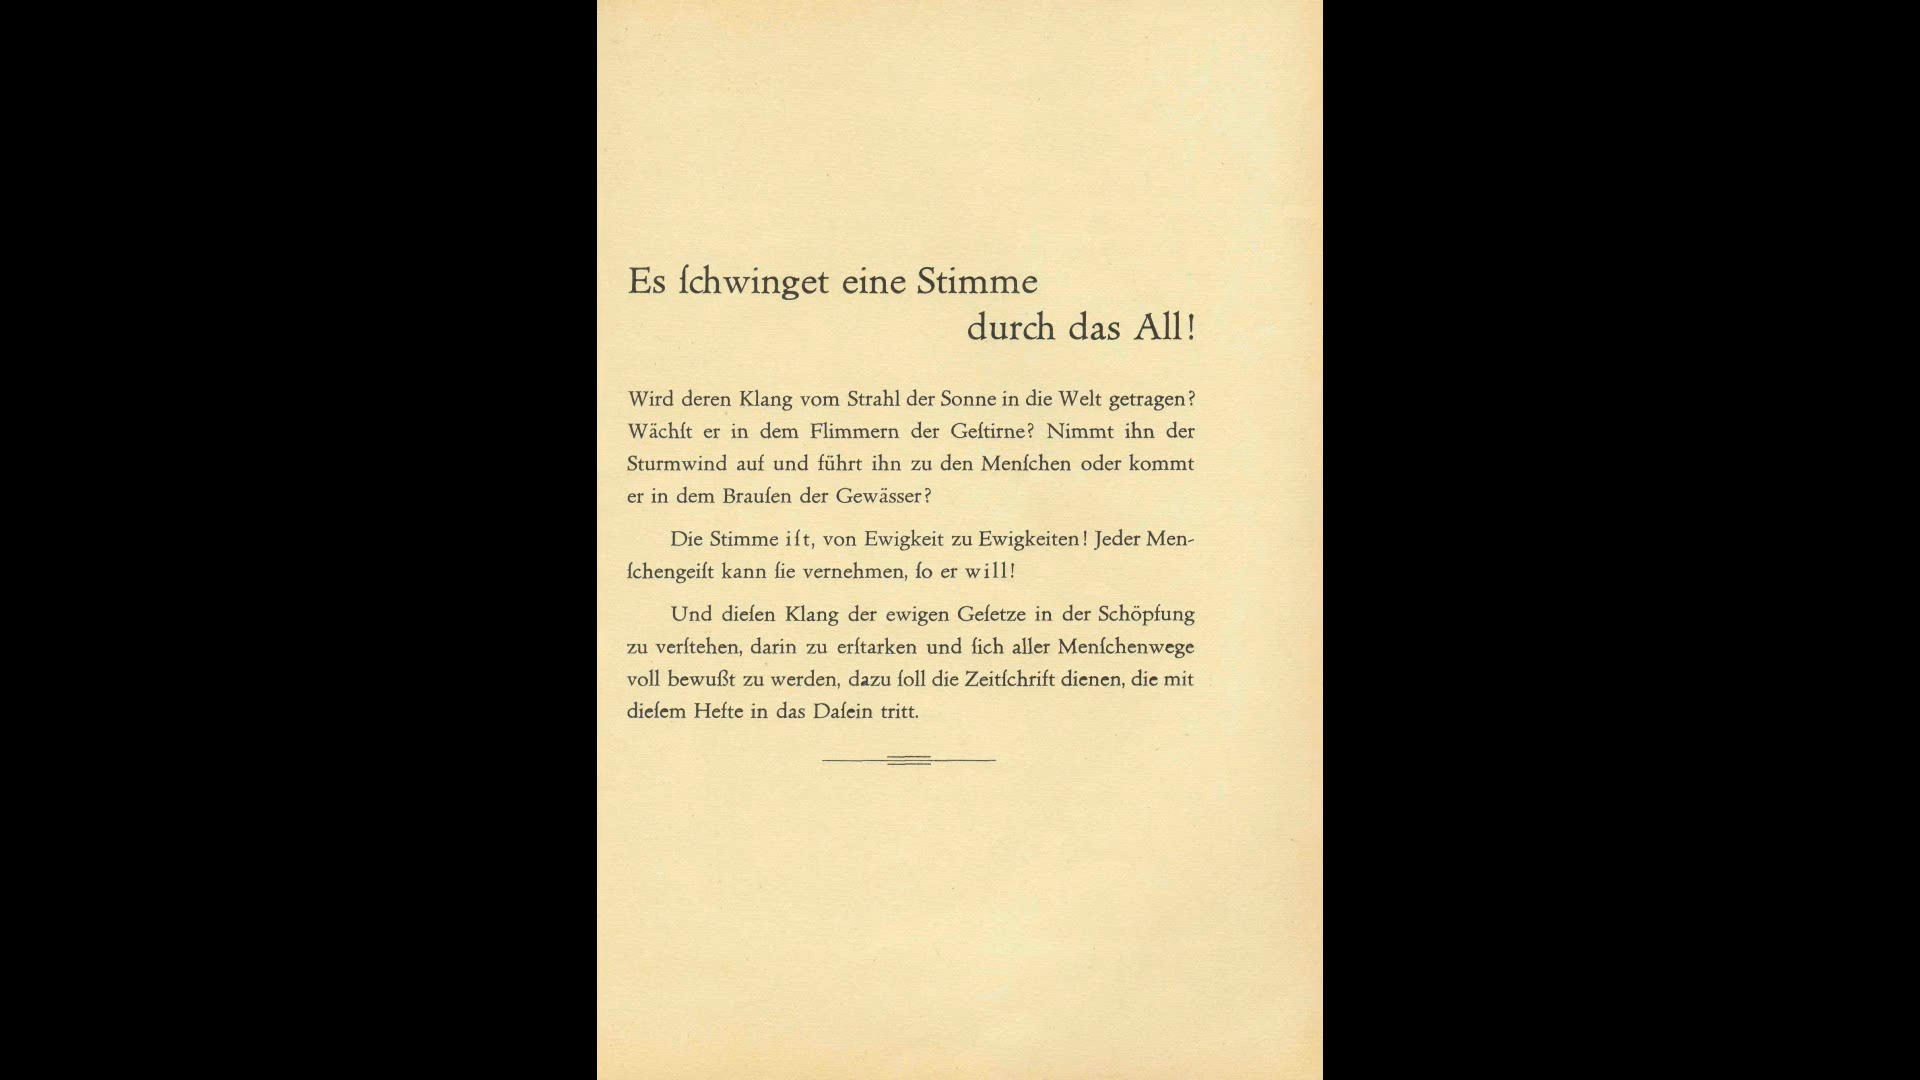 Es ſchwinget eine Stimme
durch das All!
Wird deren Klang vom Strahl der Sonne in die Welt getragen?
Wächſt er in dem Flimmern der Geſtirne? Nimmt ihn der
Sturmwind auf und führt ihn zu den Menſchen oder kommt
er in dem Brauſen der Gewässer?
Die Stimme iſt, von Ewigkeit zu Ewigkeiten! Jeder Men-
ſchengeiſt kann ſie vernehmen, ſo er will!
Und dieſen Klang der ewigen Geſetze in der Schöpfung
zu verſtehen, darin zu erſtarken und ſich aller Menſchenwege
voll bewußt zu werden, dazu ſoll die Zeitſchrift dienen, die mit
dieſem Hefte in das Daſein tritt.